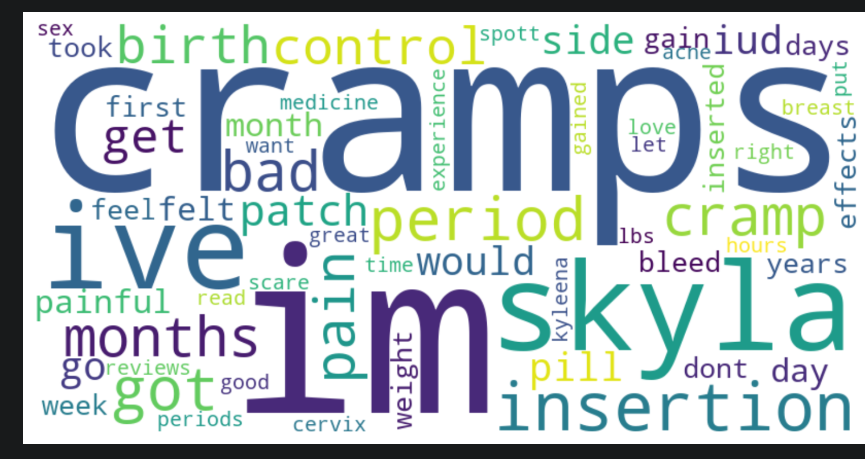 sex
took
birth
control
spott
side
gain
acne
iud
days
put
cramps
first
get
medicine
month
want
bad
experience
gained
love
let
inserted
right
breast
effects
ive
feel
felt
patch
great
period
lbs
cramp
hours
bleed
years
time
would
pain
scare
read
painful
im
skyla
kyleena
months
go
reviews
got
good
week
periods
cervix
weight
pill
dont
day
insertion